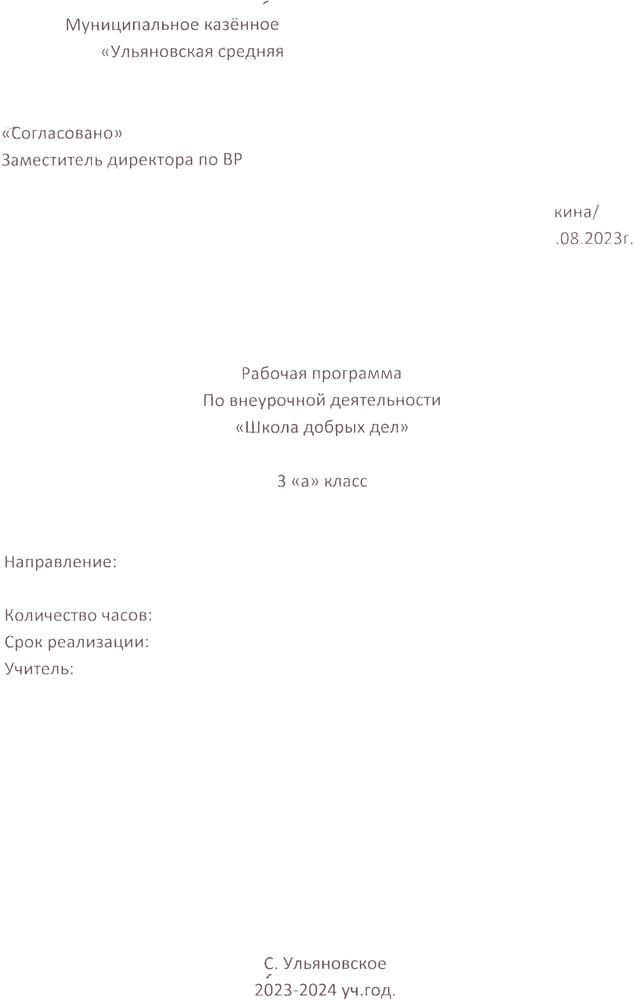 Муниципальное казённое
«Ульяновская средняя
«Согласовано»
Заместитель директора по ВР
кина/
.08.2023г.
Рабочая программа
По внеурочной деятельности
«Школа добрых дел»
3 «а» класс
Направление:
Количество часов:
Срок реализации:
Учитель:
С. Ульяновское
2023-2024 уч.год.